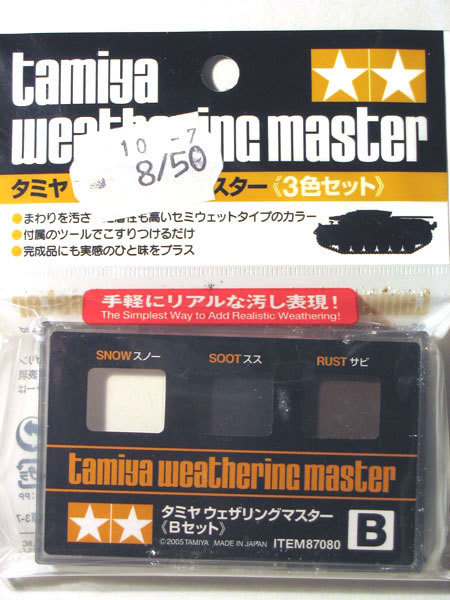 tamiya
weathering master
10 -7
8/50
タミヤ スター《3色セット》
●まわりを汚さ 性も高いセミウェットタイプのカラー
●付属のツールでこすりつけるだけ
●完成品にも実感のひと味をプラス
手軽にリアルな汚し表現!
The Simplest Way to Add Realistic Weathering!
SNOW スノー SOOT スス RUST サビ
tamiya weathering master
タミヤ ウェザリングマスター
《Bセット》
B
©2005 TAMIYA MADE IN JAPAN ITEM87080